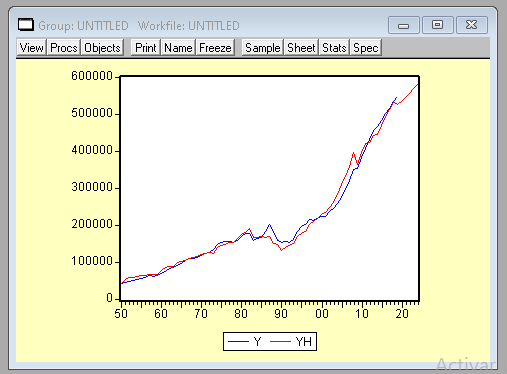 Group: UNTITLED Workfile: UNTITLED
View Procs Objects Print Name Freeze Sample Sheet Stats Spec
600000
500000
400000
300000
200000
100000
0
50 60 70 80 90 00 10 20
Y YH
Activar